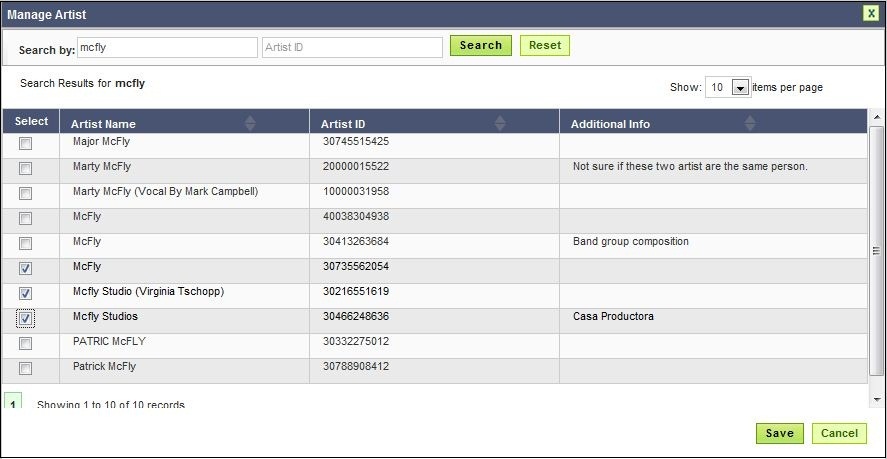 Manage Artist X
Search by: mcfly Artist ID Search Reset
Search Results for mcfly
Show: 10 items per page
Select Artist Name Artist ID Additional Info
Major McFly 30745515425
Marty McFly 20000015522 Not sure if these two artist are the same person.
Marty McFly (Vocal By Mark Campbell) 10000031958
McFly 40038304938
McFly 30413263684 Band group composition
McFly 30735562054
Mcfly Studio (Virginia Tschopp) 30216551619
Mcfly Studios 30466248636 Casa Productora
PATRIC McFLY 30332275012
Patrick McFly 30788908412
1 Showing 1 to 10 of 10 records
Save Cancel